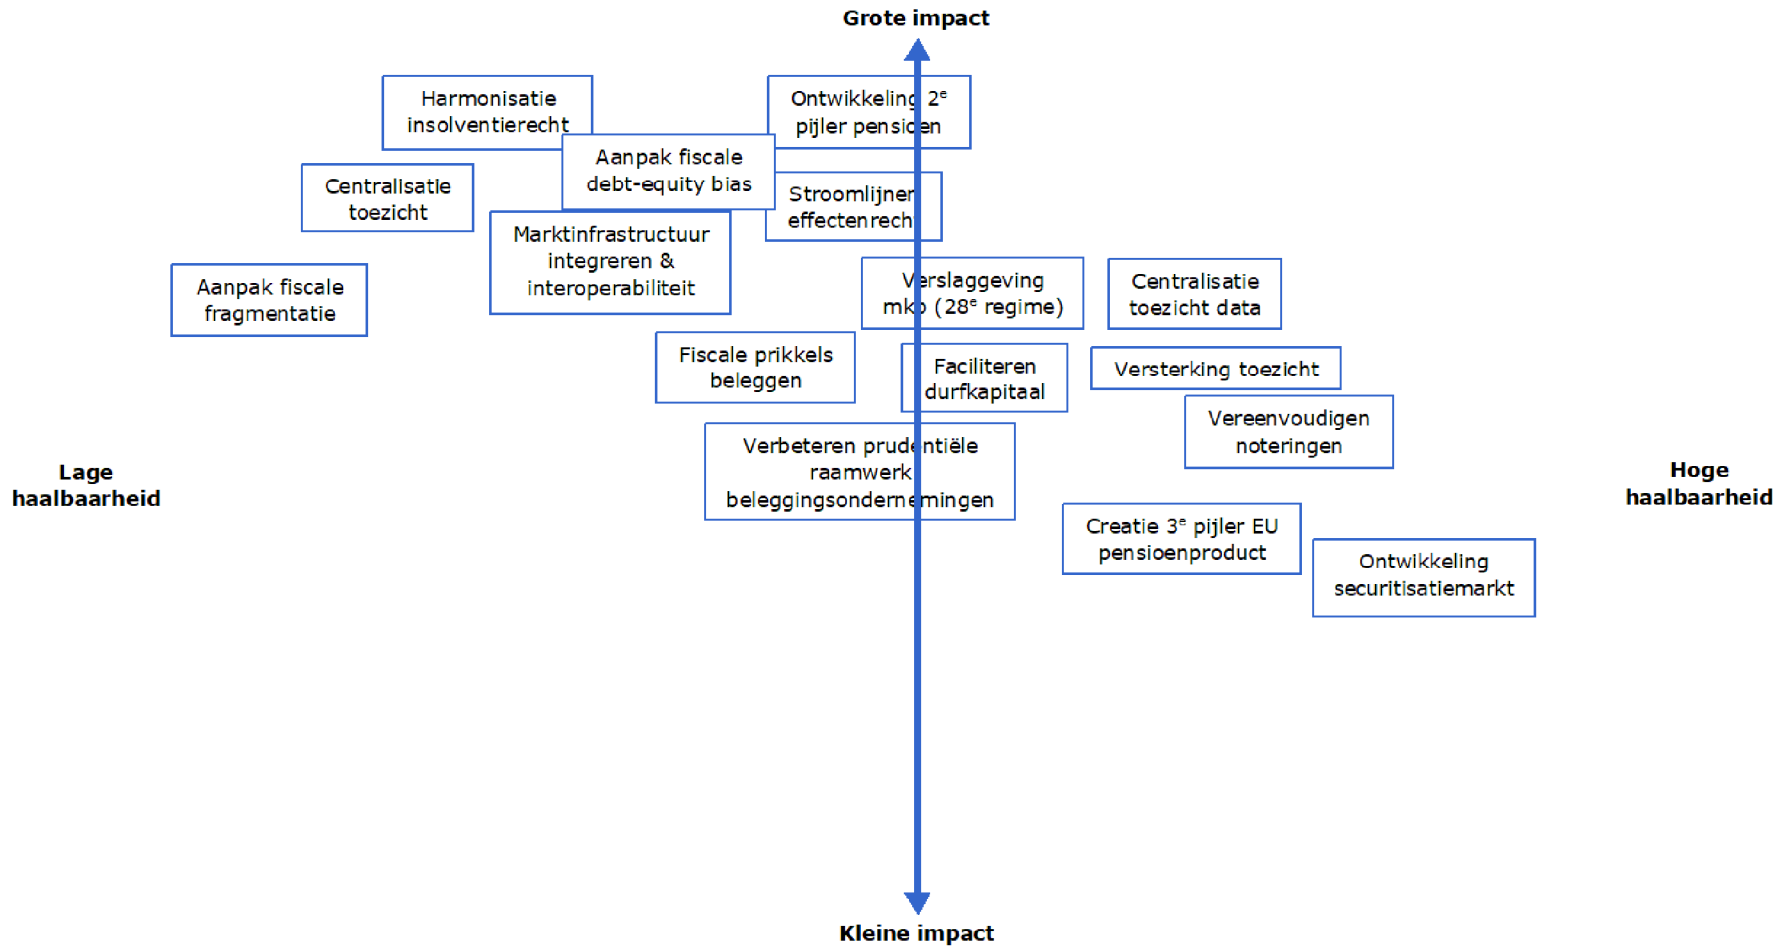 Grote impact
Harmonisatie
insolventierecht
Ontwikkeling 2e
pijler pensioen
Aanpak fiscale
debt-equity bias
Centralisatie
toezicht
Stroomlijnen
effectenrecht
Marktinfrastructuur
integreren &
interoperabiliteit
Aanpak fiscale
fragmentatie
Verslaggeving
mkb (28e regime)
Centralisatie
toezicht data
Fiscale prikkels
beleggen
Faciliteren
durfkapitaal
Versterking toezicht
Vereenvoudigen
noteringen
Verbeteren prudentiële
raamwerk
beleggingsondernemingen
Lage
haalbaarheid
Hoge
haalbaarheid
Creatie 3e pijler EU
pensioenproduct
Ontwikkeling
securitisatiemarkt
Kleine impact